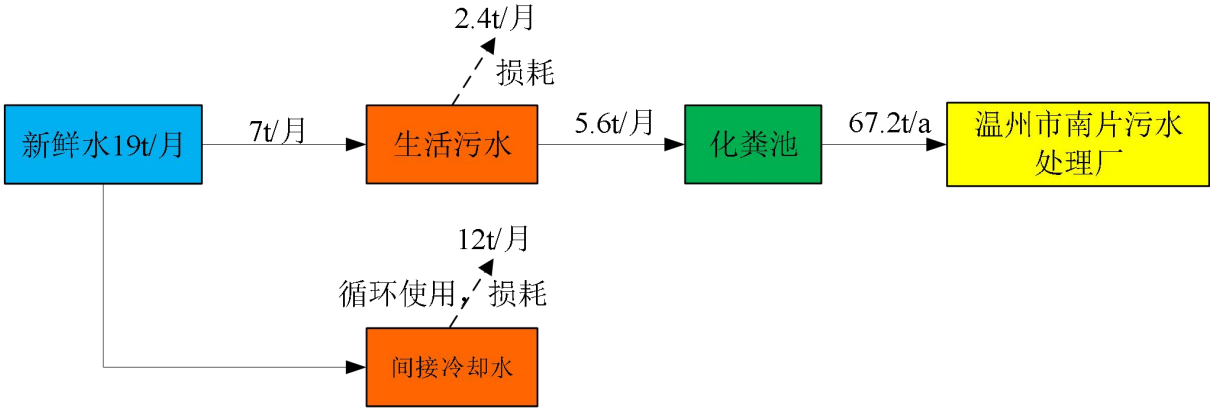 2.4t/月
损耗
新鲜水19t/月
7t/月
生活污水
5.6t/月
化粪池
67.2t/a
温州市南片污水
处理厂
12t/月
循环使用，损耗
间接冷却水